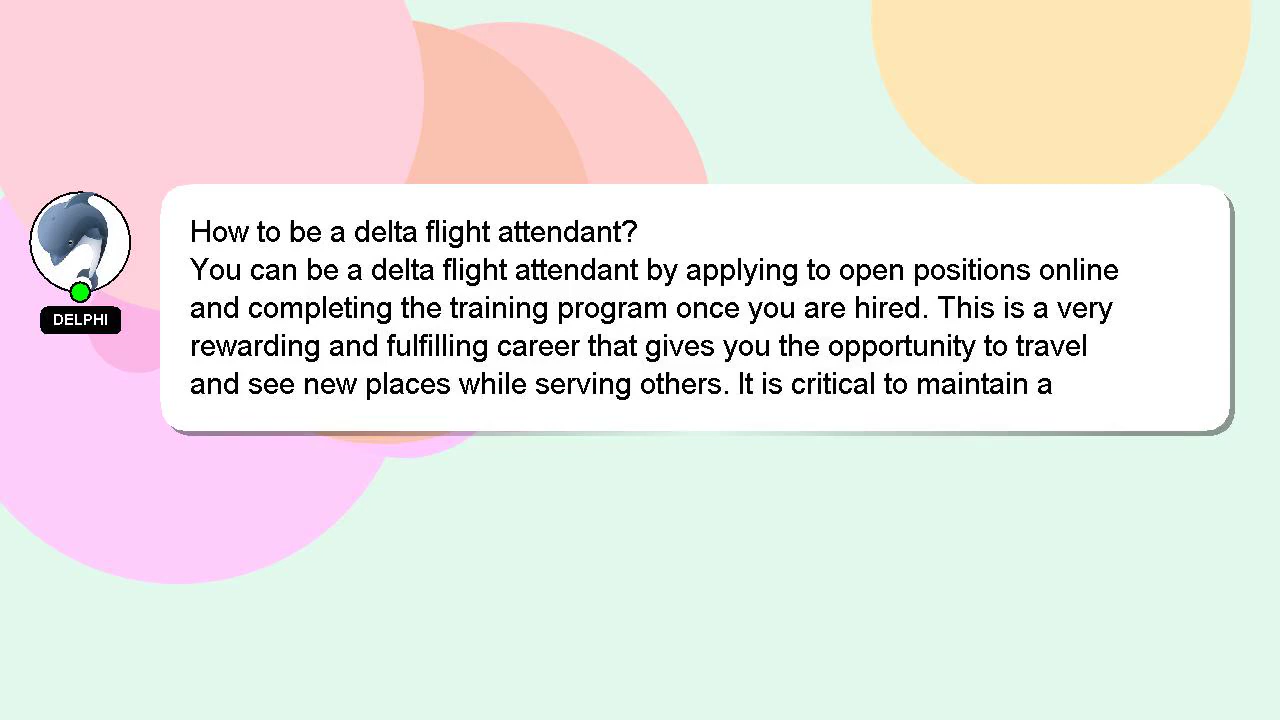 How to be a delta flight attendant?
You can be a delta flight attendant by applying to open positions online
and completing the training program once you are hired. This is a very
rewarding and fulfilling career that gives you the opportunity to travel
and see new places while serving others. It is critical to maintain a
DELPHI